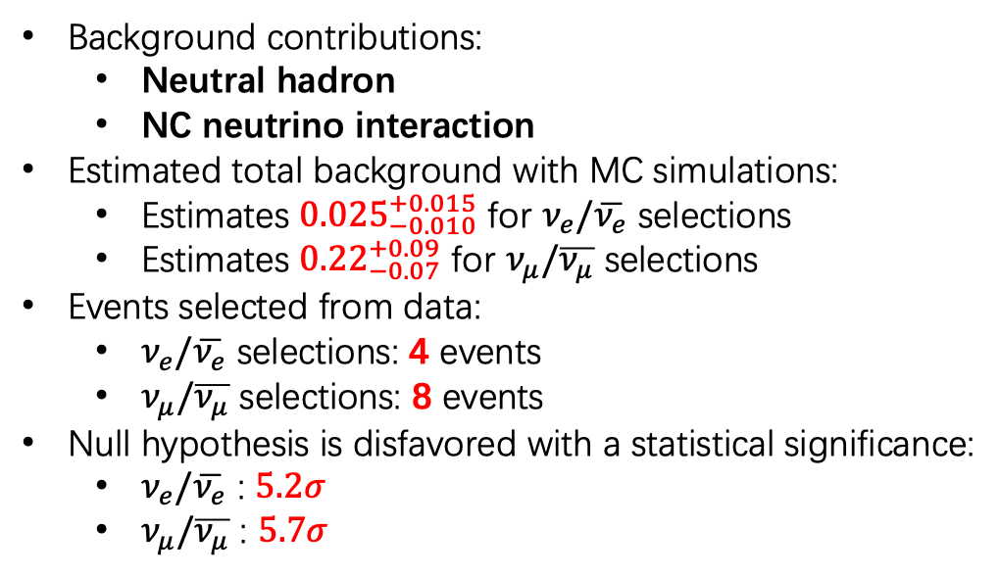 • Background contributions:
• Neutral hadron
• NC neutrino interaction
• Estimated total background with MC simulations:
• Estimates $0.025^{+0.015}_{-0.010}$ for $\nu_e/\overline{\nu_e}$ selections
• Estimates $0.22^{+0.09}_{-0.07}$ for $\nu_\mu/\overline{\nu_\mu}$ selections
• Events selected from data:
• $\nu_e/\overline{\nu_e}$ selections: 4 events
• $\nu_\mu/\overline{\nu_\mu}$ selections: 8 events
• Null hypothesis is disfavored with a statistical significance:
• $\nu_e/\overline{\nu_e}$ : $5.2\sigma$
• $\nu_\mu/\overline{\nu_\mu}$ : $5.7\sigma$